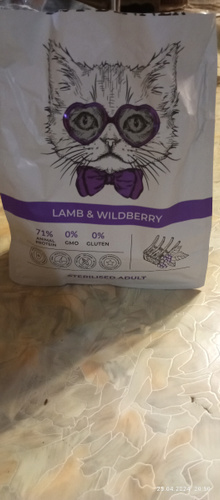 LAMB & WILDBERRY
71% 0% 0%
ANIMAL PROTEIN GMO GLUTEN
STERILISED ADULT